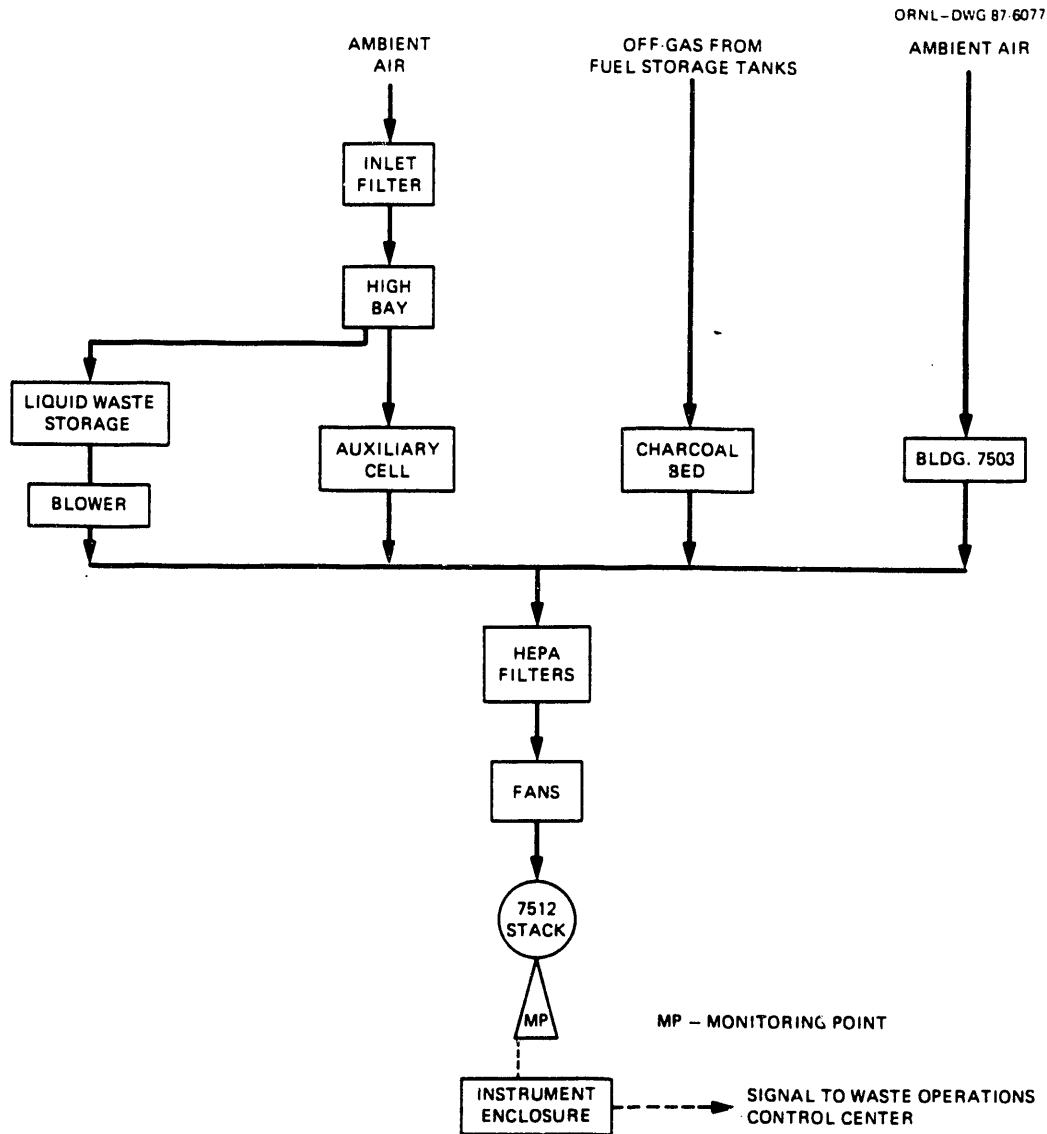 ORNL-DWG 87-6077
AMBIENT
AIR
OFF-GAS FROM
FUEL STORAGE TANKS
AMBIENT AIR
INLET
FILTER
HIGH
BAY
LIQUID WASTE
STORAGE
AUXILIARY
CELL
CHARCOAL
BED
BLDG. 7503
BLOWER
HEPA
FILTERS
FANS
7512
STACK
MP
MP – MONITORING POINT
INSTRUMENT
ENCLOSURE
SIGNAL TO WASTE OPERATIONS
CONTROL CENTER